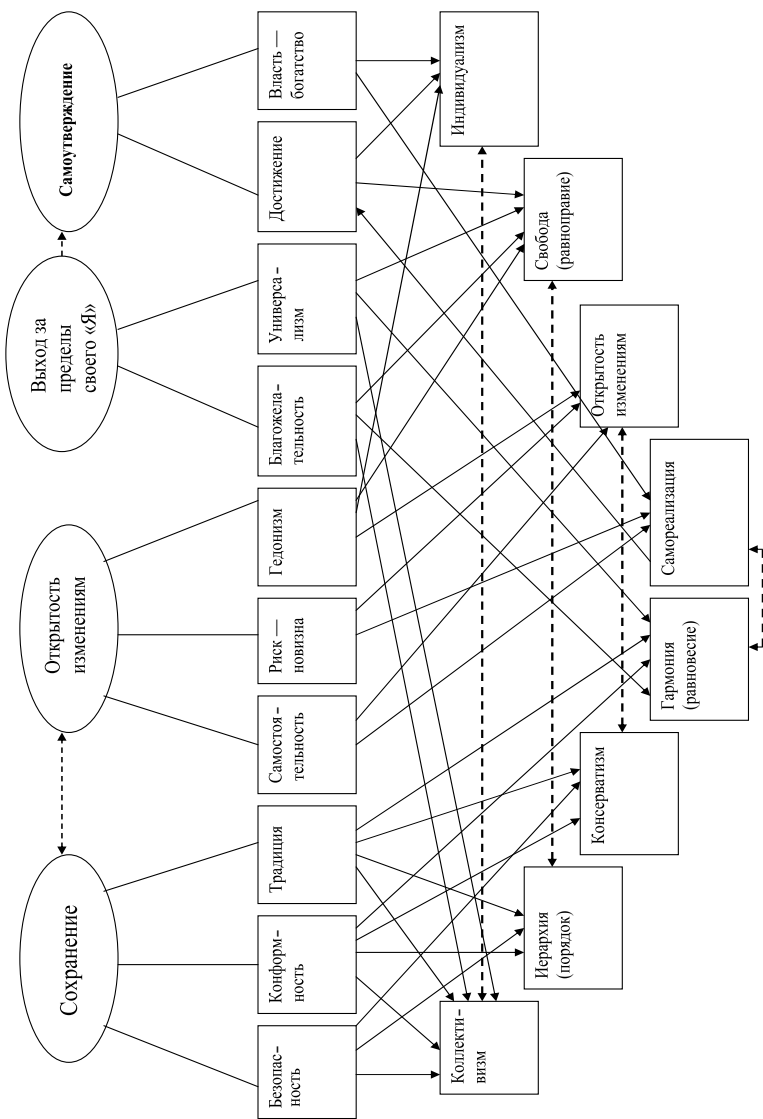 Сохранение
Открытость
изменениям
Выход за
пределы
своего «Я»
Самоутверждение
Безопас-
ность
Конформ-
ность
Традиция
Самостоя-
тельность
Риск —
новизна
Гедонизм
Благожела-
тельность
Универса-
лизм
Достижение
Власть —
богатство
Коллекти-
визм
Иерархия
(порядок)
Консерватизм
Гармония
(равновесие)
Самореализация
Открытость
изменениям
Свобода
(равноправие)
Индивидуализм